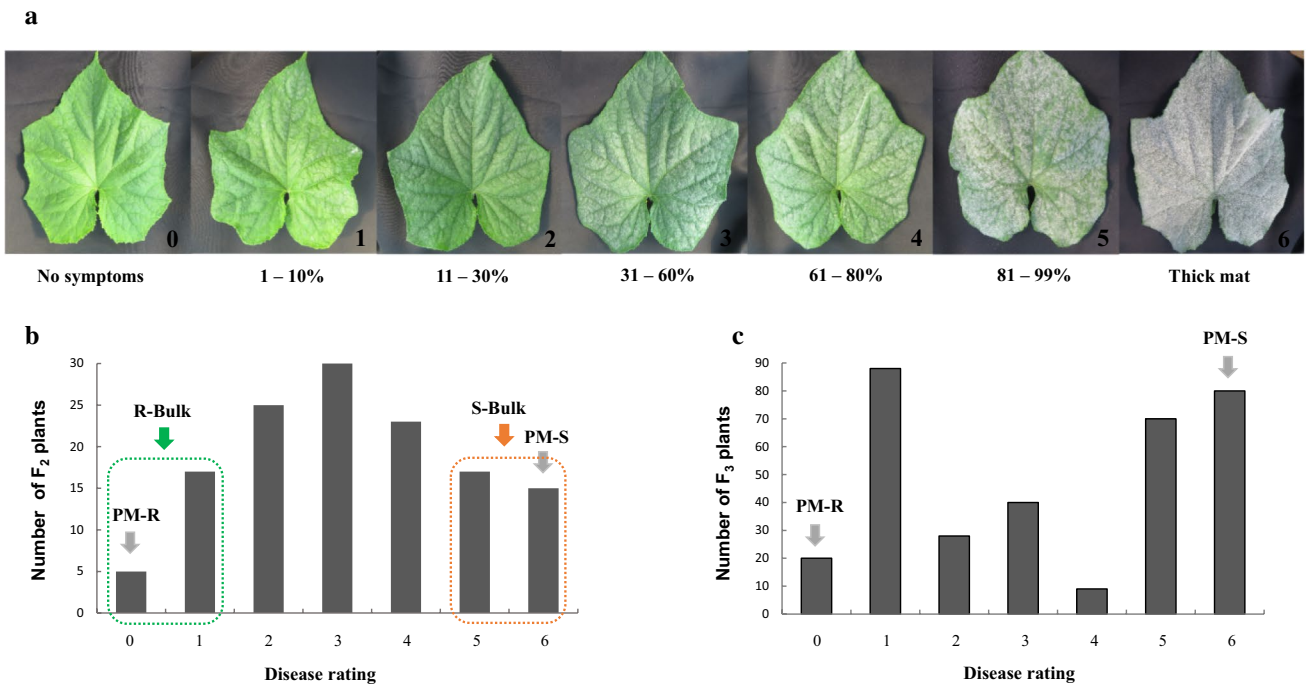 a
0 1 2 3 4 5 6
No symptoms 1 – 10% 11 – 30% 31 – 60% 61 – 80% 81 – 99% Thick mat
b
Number of F₂ plants
30
25
20
15
10
5
0
R-Bulk
S-Bulk
PM-R
PM-S
0 1 2 3 4 5 6
Disease rating
c
Number of F₃ plants
90
80
70
60
50
40
30
20
10
0
PM-R
PM-S
0 1 2 3 4 5 6
Disease rating